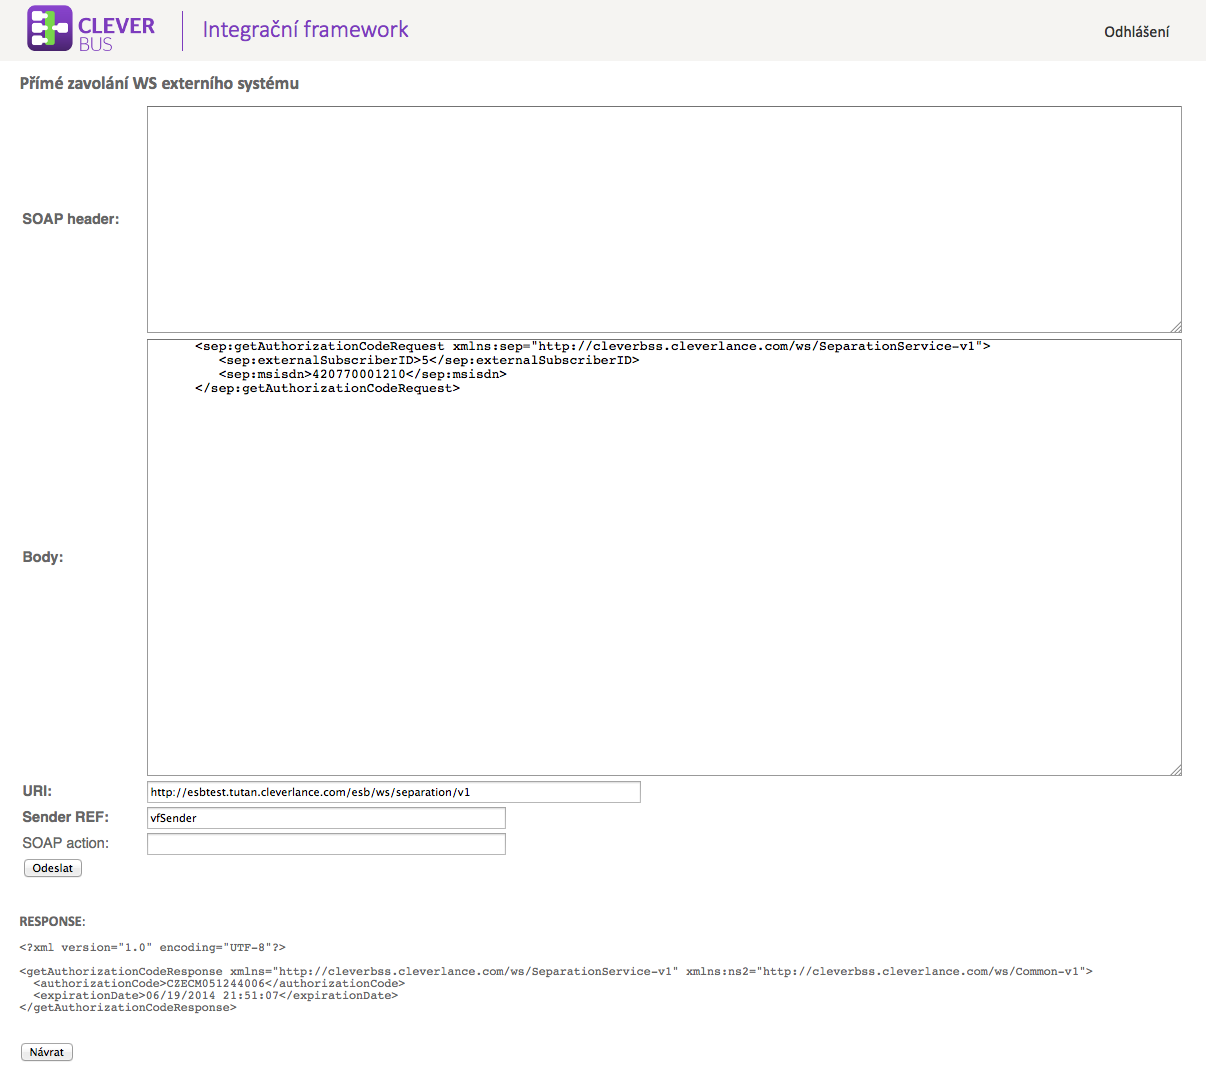 CLEVER
BUS
Integrační framework
Odhlášení
Přímé zavolání WS externího systému
SOAP header:
<sep:getAuthorizationCodeRequest xmlns:sep="http://cleverbss.cleverlance.com/ws/SeparationService-v1">
<sep:externalSubscriberID>5</sep:externalSubscriberID>
<sep:msisdn>420770001210</sep:msisdn>
</sep:getAuthorizationCodeRequest>
Body:
URI:
http://esbtest.tutan.cleverlance.com/esb/ws/separation/v1
Sender REF:
vfSender
SOAP action:
Odeslat
RESPONSE:
<?xml version="1.0" encoding="UTF-8"?>
<getAuthorizationCodeResponse xmlns="http://cleverbss.cleverlance.com/ws/SeparationService-v1" xmlns:ns2="http://cleverbss.cleverlance.com/ws/Common-v1">
<authorizationCode>CZECM051244006</authorizationCode>
<expirationDate>06/19/2014 21:51:07</expirationDate>
</getAuthorizationCodeResponse>
Návrat